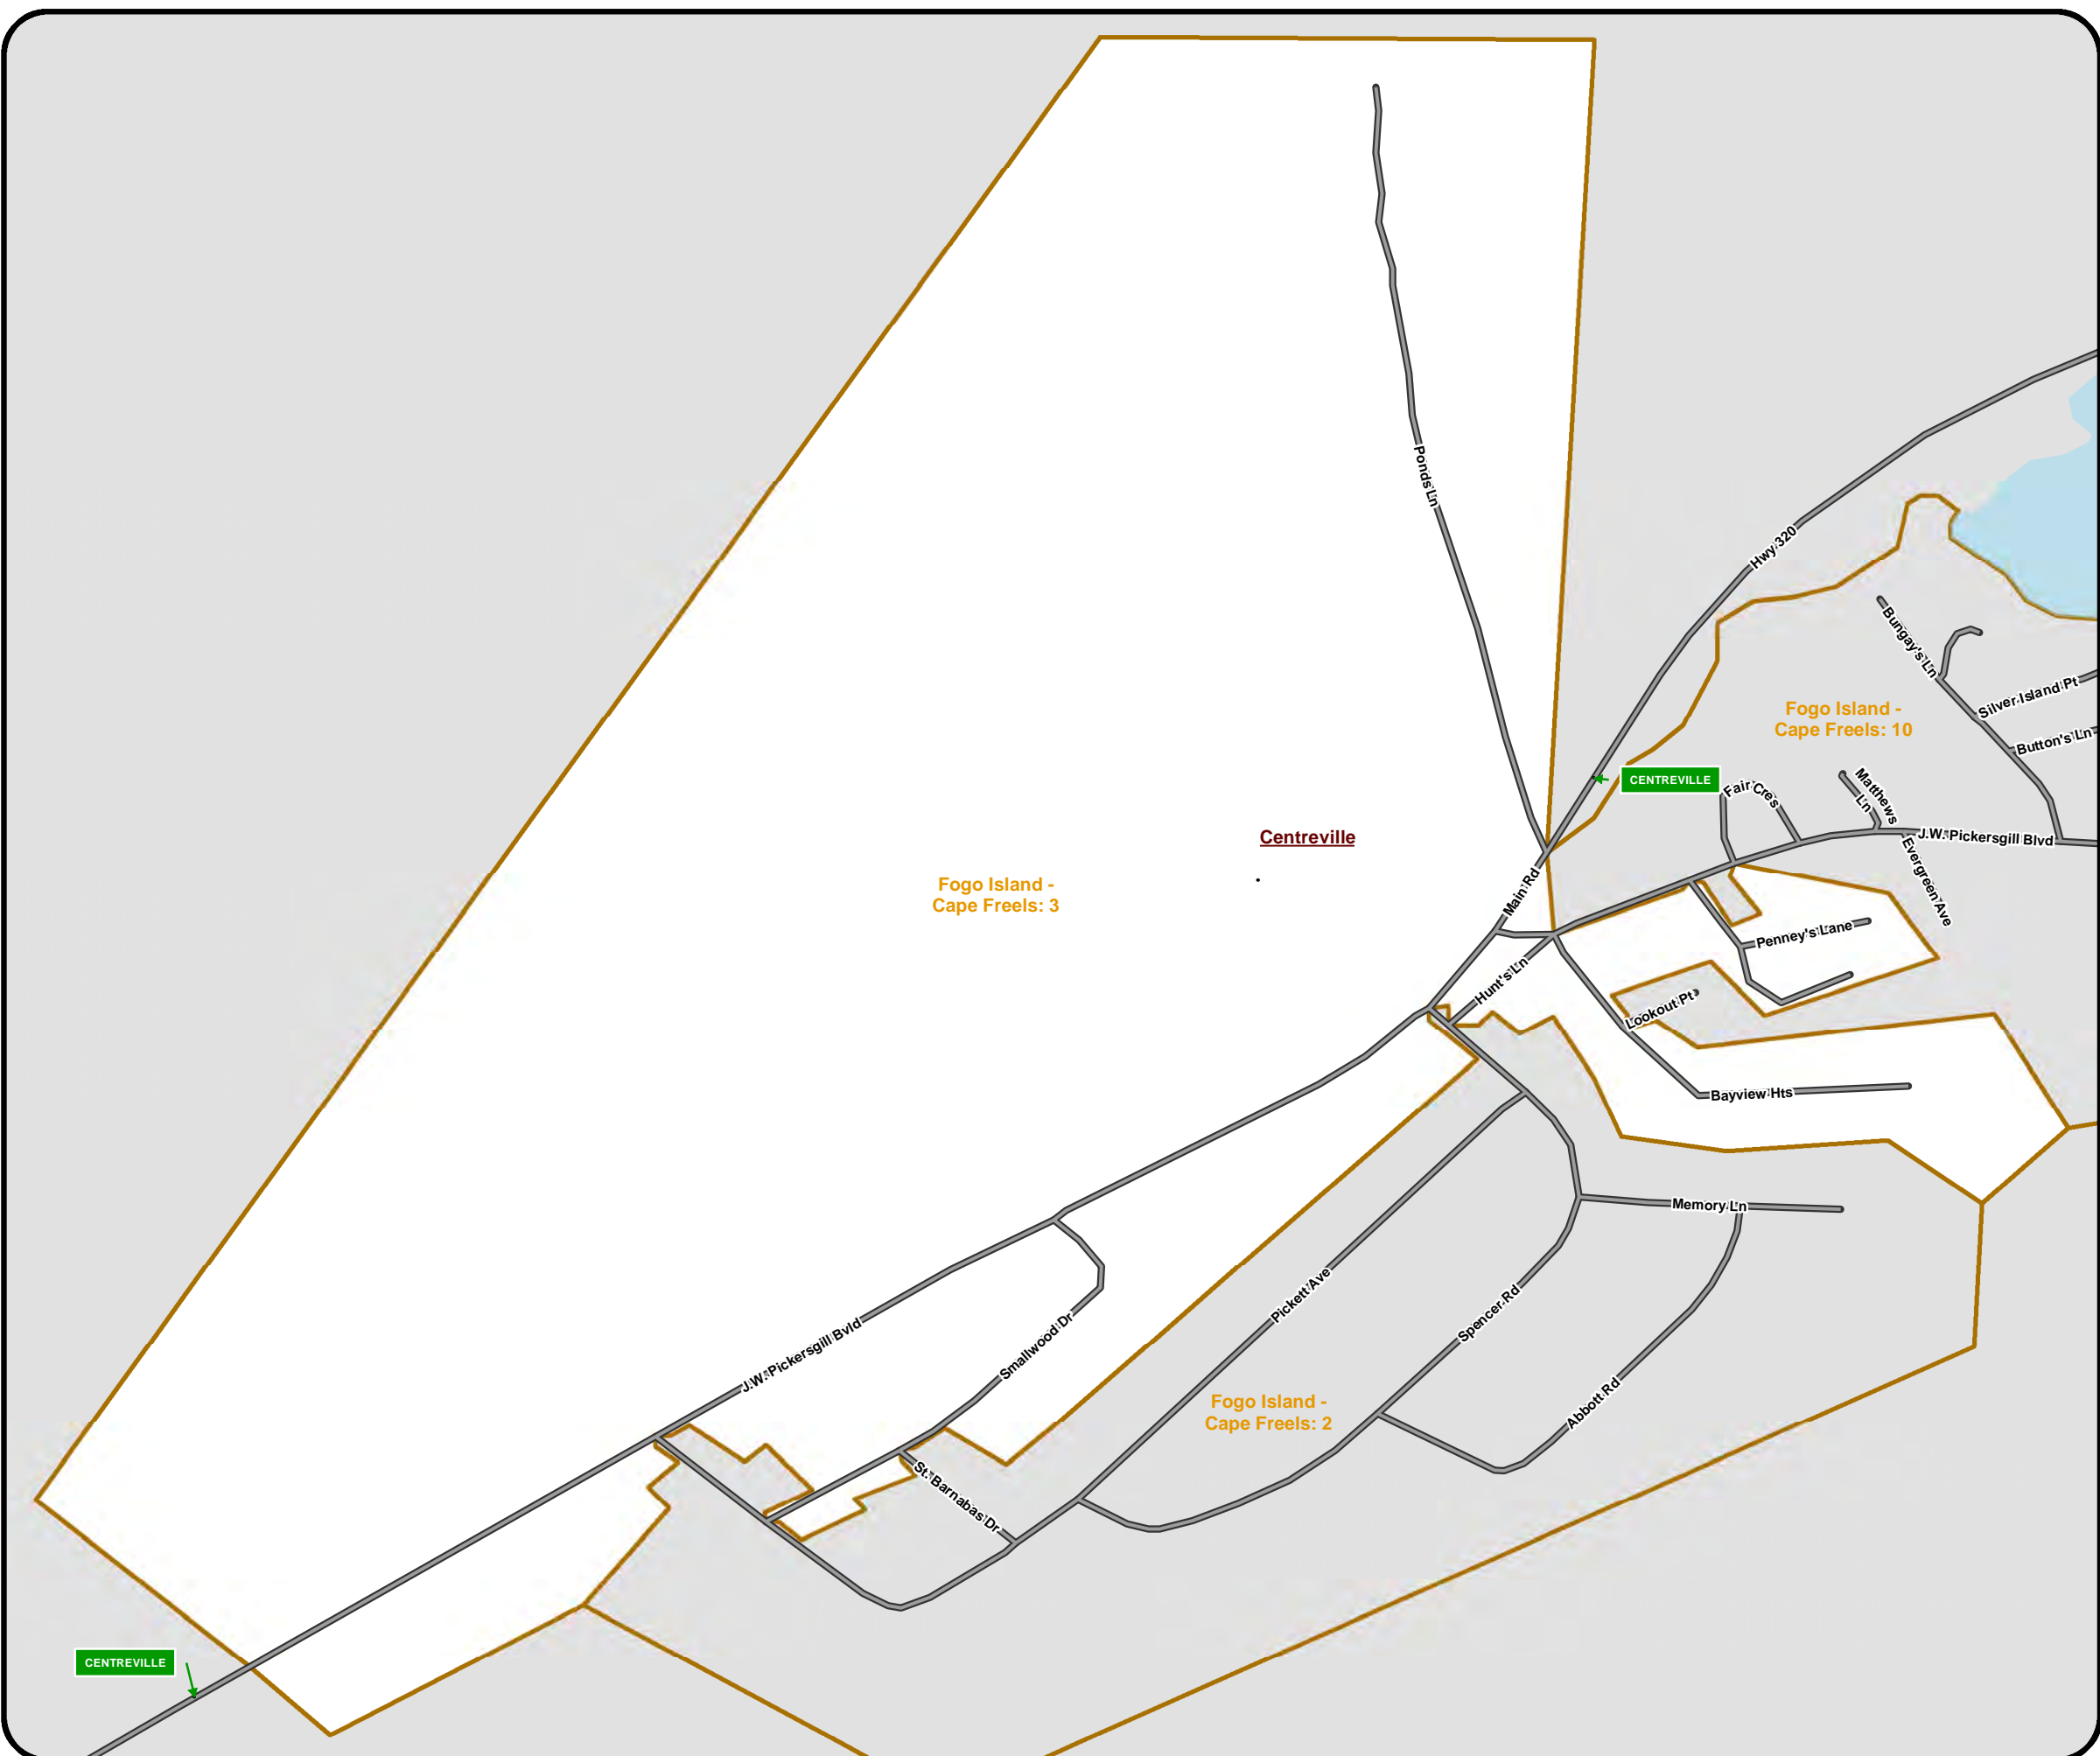 Ponds Ln
Hwy 320
Bungay's Ln
Silver Island Pt
Fogo Island -
Cape Freels: 10
Button's Ln
CENTREVILLE
Fair Cres
Matthews
Ln
J.W. Pickersgill Blvd
Centreville
Evergreen Ave
Main Rd
Fogo Island -
Cape Freels: 3
Penney's Lane
Hunt's Ln
Lookout Pt
Bayview Hts
Memory Ln
Pickett Ave
Spencer Rd
J.W. Pickersgill Bvld
Smallwood Dr
Abbott Rd
Fogo Island -
Cape Freels: 2
St. Barnabas Dr
CENTREVILLE